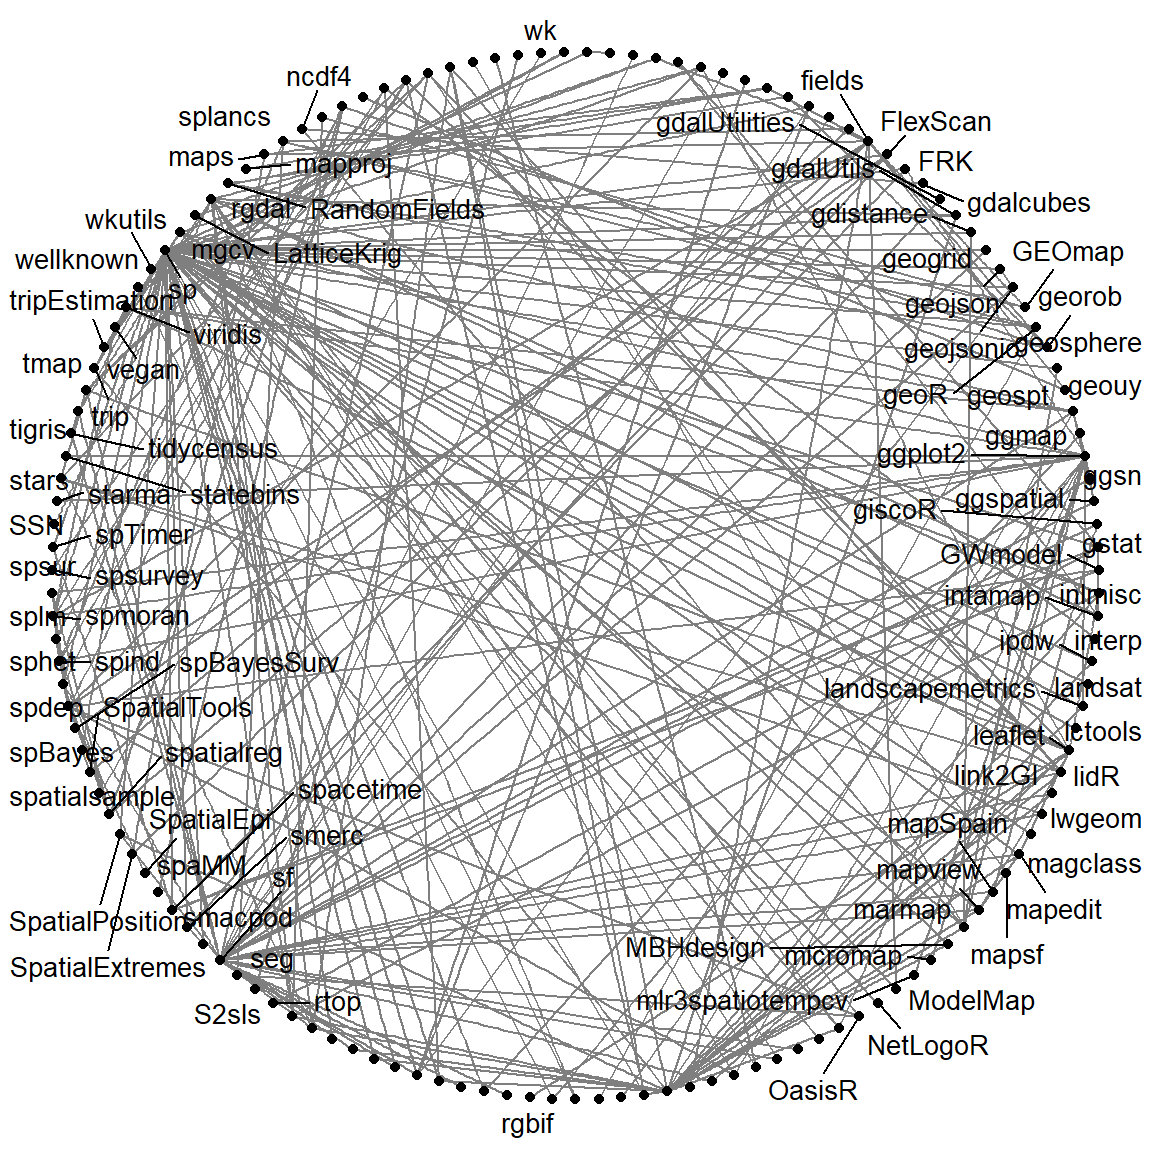 wk
ncdf4
fields
splancs
gdalUtilities
FlexScan
maps
mapproj
gdalUtils
FRK
rgdal
RandomFields
gdistance
gdalcubes
wkutils
mgcv
LatticeKrig
geogrid
GEOmap
wellknown
sp
tripEstimation
geojson
georob
viridis
geojsonio
geosphere
tmap
vegan
geoR
geospt
geouy
trip
tigris
tidycensus
ggmap
ggplot2
stars
starma
statebins
ggspatial
ggsn
giscoR
SSN
spTimer
GWmodel
gstat
spsur
spsurvey
intamap
inlmisc
splm
spmoran
ipdw
interp
sphet
spind
spBayesSurv
landscapemetrics
landsat
spdep
SpatialTools
leaflet
lctools
spBayes
spatialreg
link2GI
lidR
spatialsample
spacetime
SpatialEpi
smerc
mapSpain
lwgeom
spaMM
sf
mapview
magclass
SpatialPosition
smacpod
marmap
mapedit
SpatialExtremes
seg
MBHdesign
micromap
mapsf
S2sls
rtop
mlr3spatiotempcv
ModelMap
NetLogoR
OasisR
rgbif